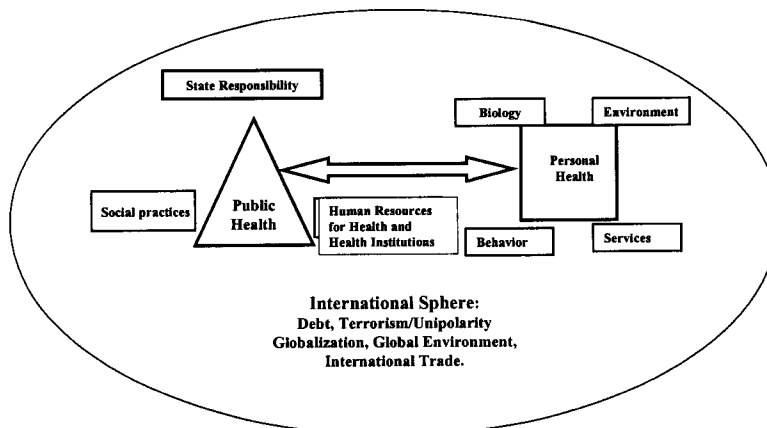 State Responsibility
Biology
Environment
Personal
Health
Public
Health
Social practices
Human Resources
for Health and
Health Institutions
Behavior
Services
International Sphere:
Debt, Terrorism/Unipolarity
Globalization, Global Environment,
International Trade.